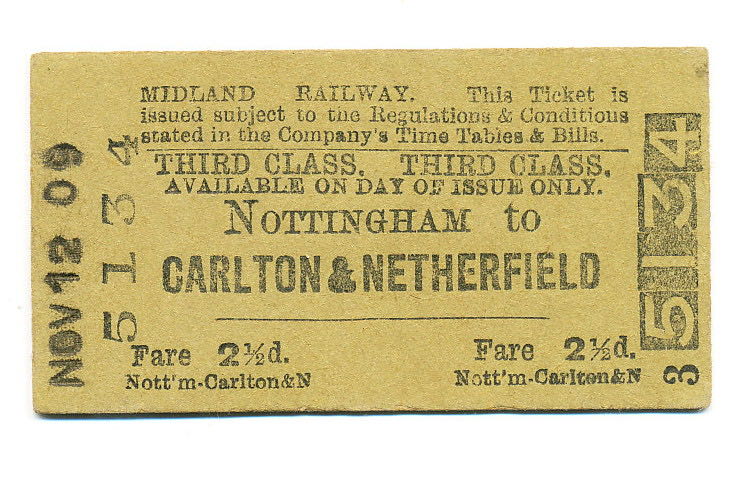 MIDLAND RAILWAY. This Ticket is
issued subject to the Regulations & Conditions
stated in the Company's Time Tables & Bills.
THIRD CLASS. THIRD CLASS.
AVAILABLE ON DAY OF ISSUE ONLY.
NOTTINGHAM to
CARLTON & NETHERFIELD
Fare 2½d. Fare 2½d.
Nott'm-Carlton&N Nott'm-Carlton&N
NOV 12 09
5134
5134
3